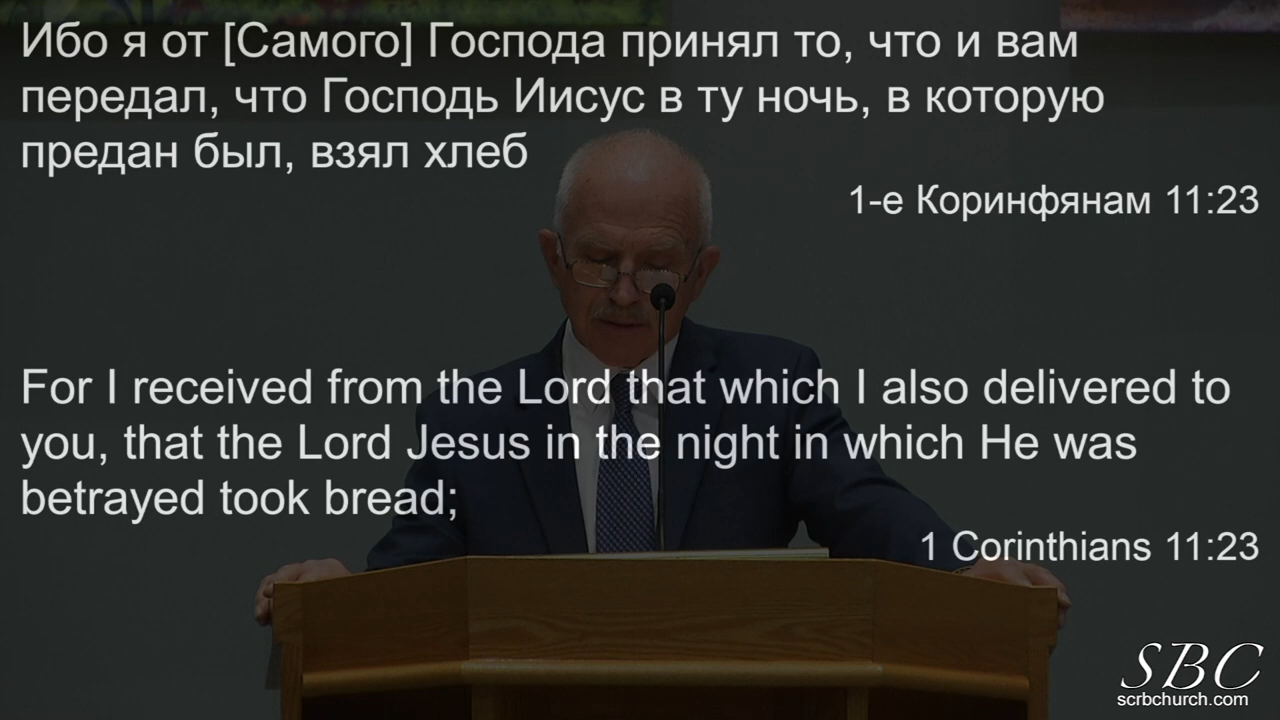 Ибо я от [Самого] Господа принял то, что и вам
передал, что Господь Иисус в ту ночь, в которую
предан был, взял хлеб
1-е Коринфянам 11:23
For I received from the Lord that which I also delivered to
you, that the Lord Jesus in the night in which He was
betrayed took bread;
1 Corinthians 11:23
SBC
scrbchurch.com